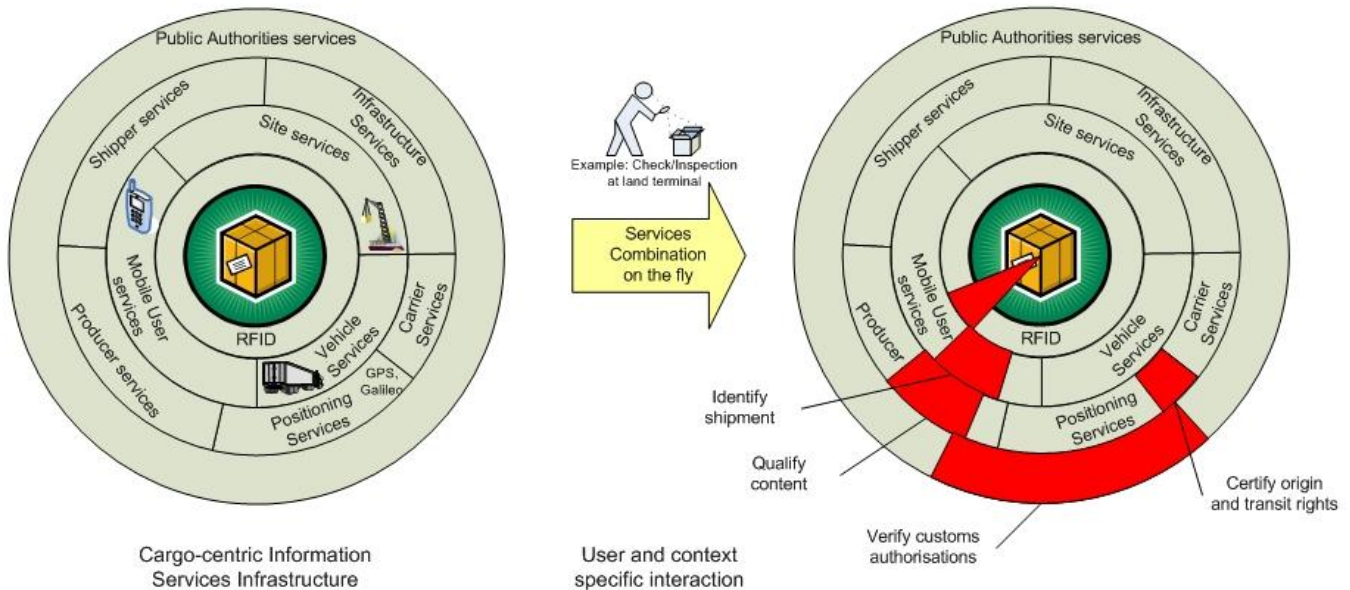 Public Authorities services
Shipper services
Infrastructure
Services
Site services
Mobile User
services
RFID
Vehicle
Services
Carrier
Services
GPS,
Galileo
Producer services
Positioning
Services
Cargo-centric Information
Services Infrastructure
Example: Check/Inspection
at land terminal
Services
Combination
on the fly
User and context
specific interaction
Public Authorities services
Shipper services
Infrastructure
Services
Site services
Mobile User
services
RFID
Vehicle
Services
Carrier
Services
Producer
Positioning
Services
Identify
shipment
Qualify
content
Verify customs
authorisations
Certify origin
and transit rights